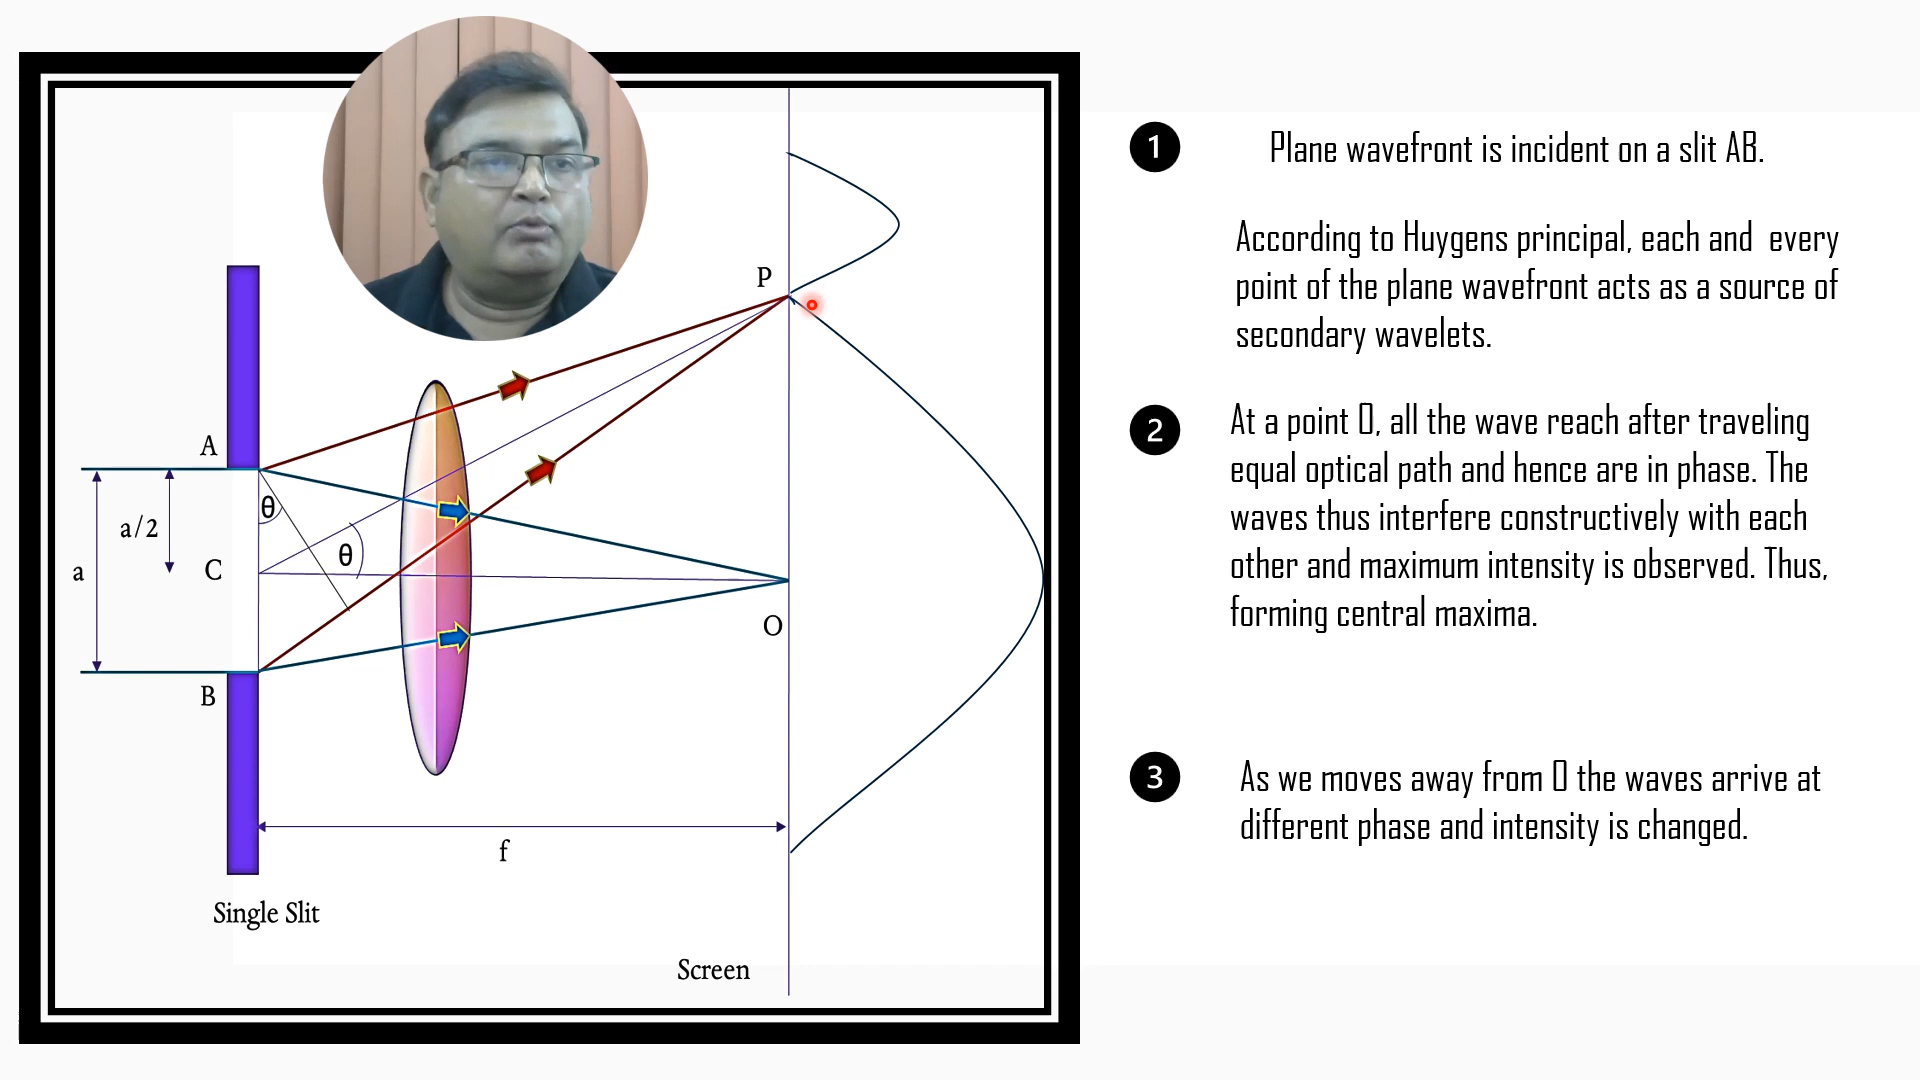 P
A
θ
a/2
θ
C
a
O
B
f
Single Slit
Screen
1
Plane wavefront is incident on a slit AB.
According to Huygens principal, each and every
point of the plane wavefront acts as a source of
secondary wavelets.
2
At a point O, all the wave reach after traveling
equal optical path and hence are in phase. The
waves thus interfere constructively with each
other and maximum intensity is observed. Thus,
forming central maxima.
3
As we moves away from O the waves arrive at
different phase and intensity is changed.